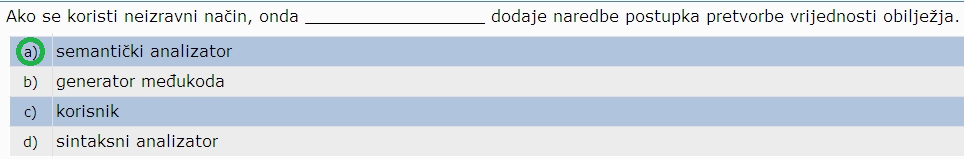 Ako se koristi neizravni način, onda ____________________ dodaje naredbe postupka pretvorbe vrijednosti obilježja.
a) semantički analizator
b) generator međukoda
c) korisnik
d) sintaksni analizator